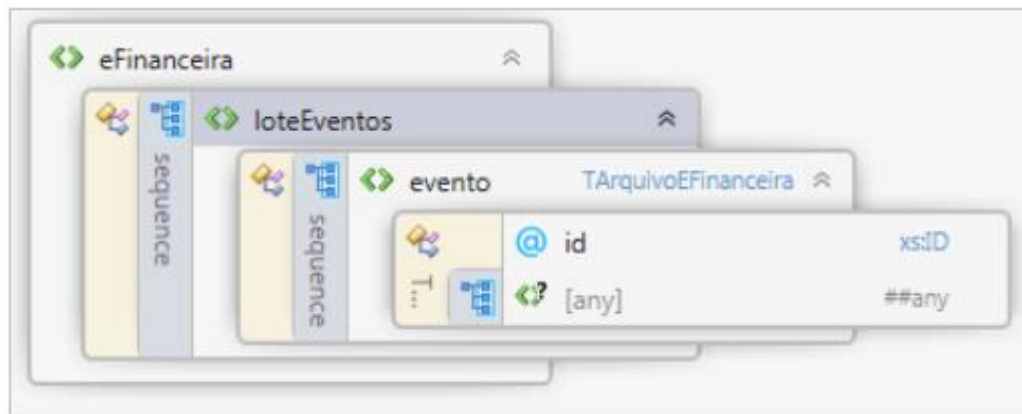 eFinanceira
loteEventos
sequence
evento TArquivoEFinanceira
sequence
@ id xs:ID
T...
? [any] ##any